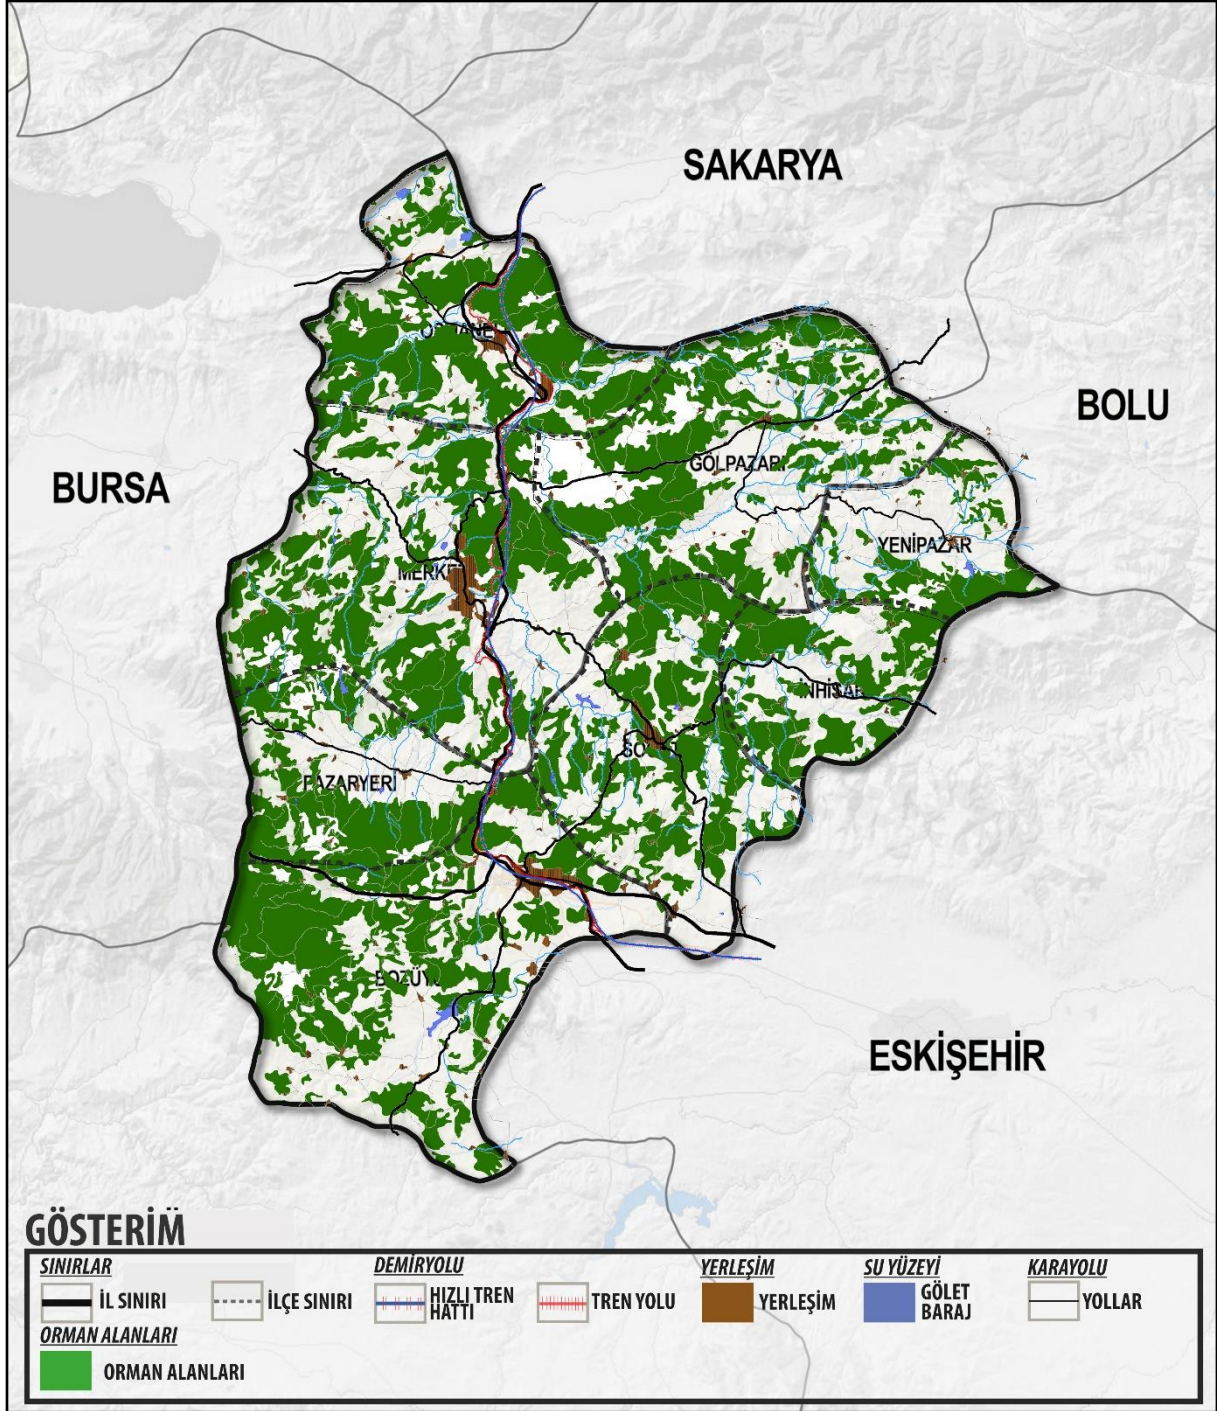 SAKARYA
BOLU
BURSA
GÖLPAZARI
YENİPAZAR
PAZARYERİ
ESKİŞEHİR
GÖSTERİM
SINIRLAR
İL SINIRI
İLÇE SINIRI
DEMİRYOLU
HIZLI TREN
HATTI
TREN YOLU
YERLEŞİM
YERLEŞİM
SU YÜZEYİ
GÖLET
BARAJ
KARAYOLU
YOLLAR
ORMAN ALANLARI
ORMAN ALANLARI